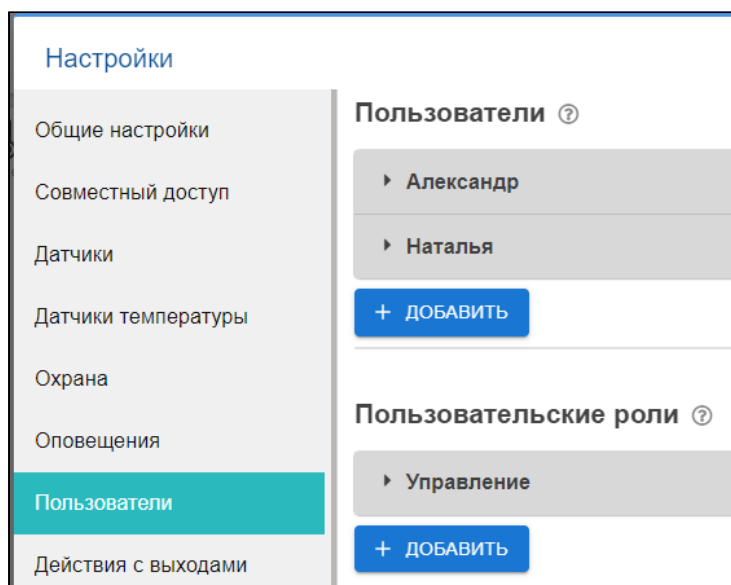 Настройки
Общие настройки
Совместный доступ
Датчики
Датчики температуры
Охрана
Оповещения
Пользователи
Действия с выходами
Пользователи ?
Александр
Наталья
+ ДОБАВИТЬ
Пользовательские роли ?
Управление
+ ДОБАВИТЬ